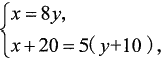 x=8y,
x+20=5(y+10),